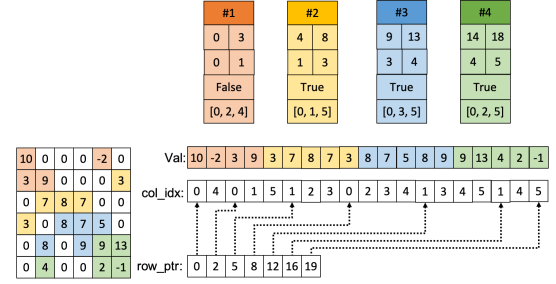 #1 #2 #3 #4
0 3 4 8 9 13 14 18
0 1 1 3 3 4 4 5
False True True True
[0, 2, 4] [0, 1, 5] [0, 3, 5] [0, 2, 5]
10 0 0 0 -2 0
3 9 0 0 0 3
0 7 8 7 0 0
3 0 8 7 5 0
0 8 0 9 9 13
0 4 0 0 2 -1
Val: 10 -2 3 9 3 7 8 7 3 8 7 5 8 9 9 13 4 2 -1
col_idx: 0 4 0 1 5 1 2 3 0 2 3 4 1 3 4 5 1 4 5
row_ptr: 0 2 5 8 12 16 19